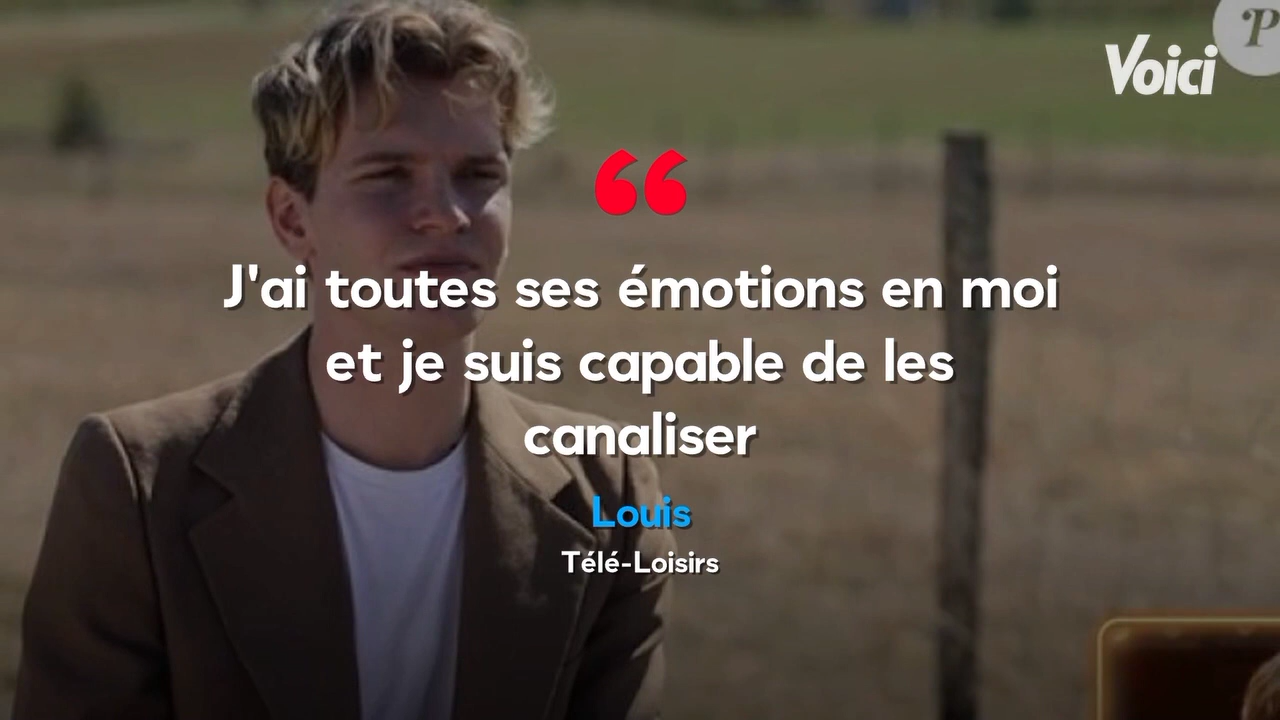 Voici
P
“
J'ai toutes ses émotions en moi
et je suis capable de les
canaliser
Louis
Télé-Loisirs